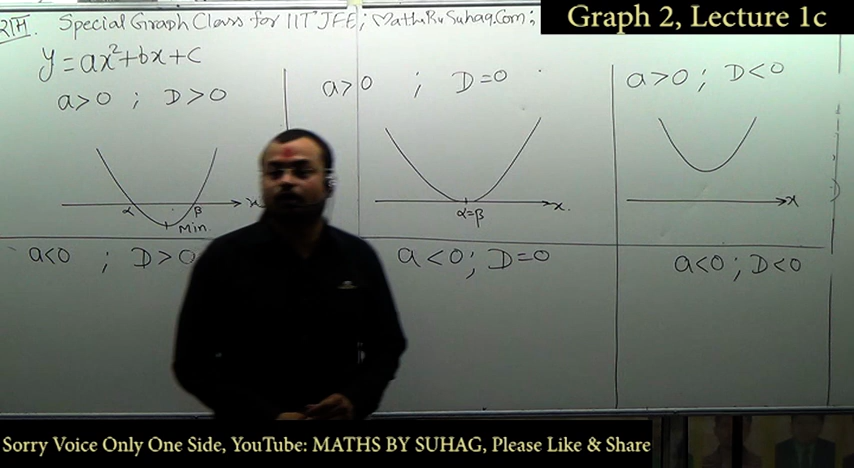 Graph 2, Lecture 1c
Special Graph Class for IIT JEE; MathsBySuhag.Com;
y = ax²+bx+c
a>0 ; D>0
a>0 ; D=0
a>0 ; D<0
α β x
Min.
α=β x.
x
a<0 ; D>0
a<0; D=0
a<0 ; D<0
Sorry Voice Only One Side, YouTube: MATHS BY SUHAG, Please Like & Share